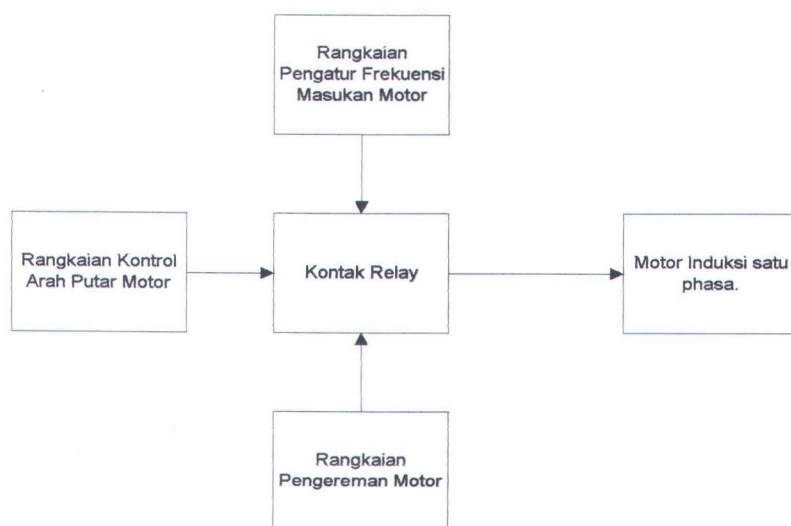 Rangkaian
Pengatur Frekuensi
Masukan Motor
Rangkaian Kontrol
Arah Putar Motor
Kontak Relay
Motor Induksi satu
phasa.
Rangkaian
Pengereman Motor